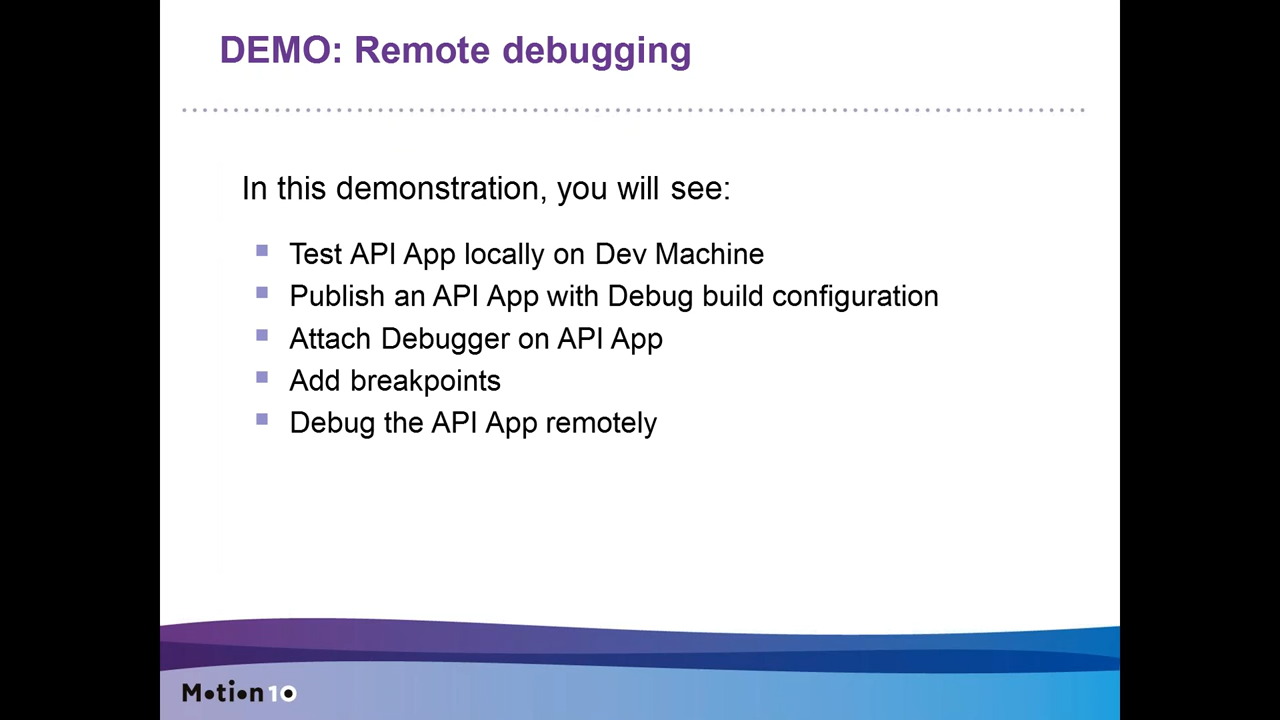 DEMO: Remote debugging
In this demonstration, you will see:
Test API App locally on Dev Machine
Publish an API App with Debug build configuration
Attach Debugger on API App
Add breakpoints
Debug the API App remotely
Motion10